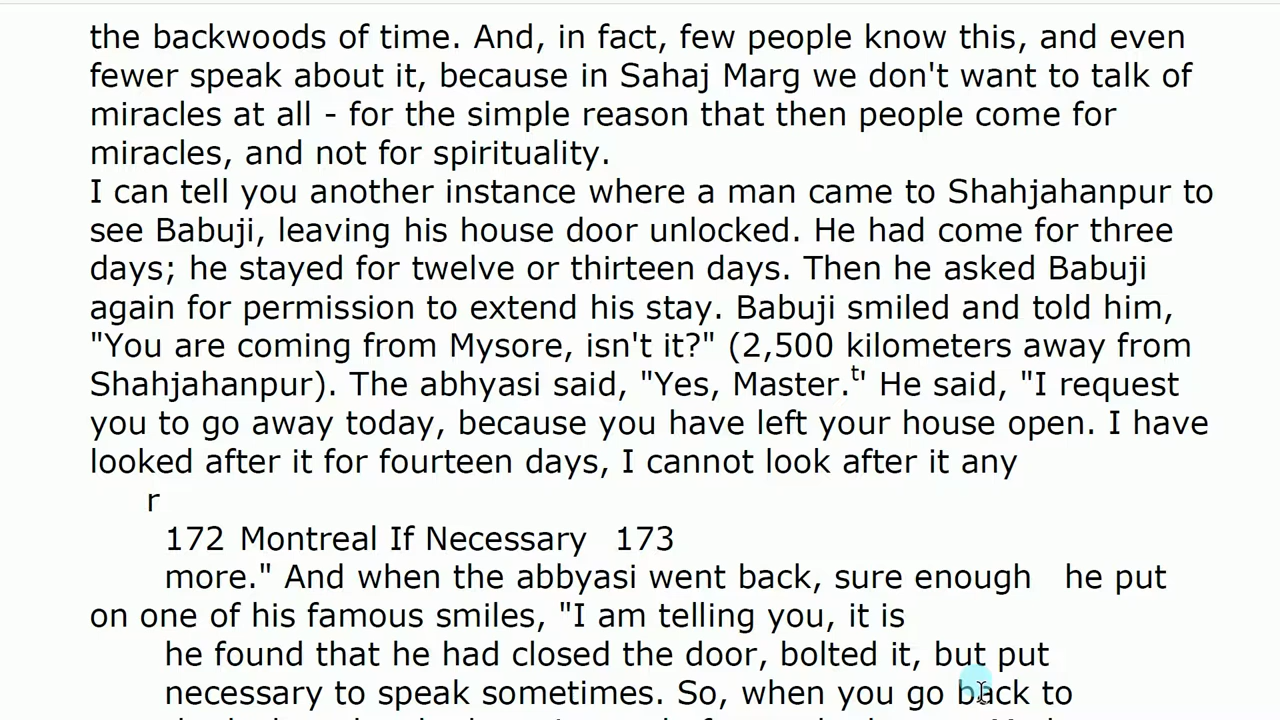 the backwoods of time. And, in fact, few people know this, and even
fewer speak about it, because in Sahaj Marg we don't want to talk of
miracles at all - for the simple reason that then people come for
miracles, and not for spirituality.
I can tell you another instance where a man came to Shahjahanpur to
see Babuji, leaving his house door unlocked. He had come for three
days; he stayed for twelve or thirteen days. Then he asked Babuji
again for permission to extend his stay. Babuji smiled and told him,
"You are coming from Mysore, isn't it?" (2,500 kilometers away from
Shahjahanpur). The abhyasi said, "Yes, Master.t' He said, "I request
you to go away today, because you have left your house open. I have
looked after it for fourteen days, I cannot look after it any
r
172 Montreal If Necessary 173
more." And when the abbyasi went back, sure enough he put
on one of his famous smiles, "I am telling you, it is
he found that he had closed the door, bolted it, but put
necessary to speak sometimes. So, when you go back to